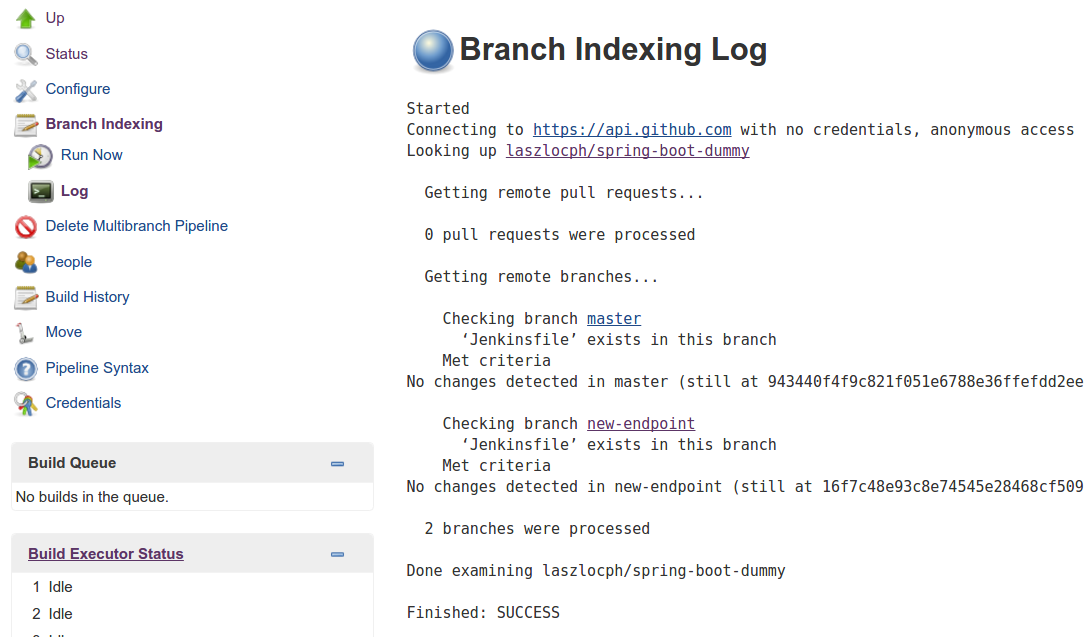 Up
Status
Configure
Branch Indexing
Run Now
Log
Delete Multibranch Pipeline
People
Build History
Move
Pipeline Syntax
Credentials
Build Queue
No builds in the queue.
Build Executor Status
1 Idle
2 Idle
Branch Indexing Log
Started
Connecting to https://api.github.com with no credentials, anonymous access
Looking up laszlocph/spring-boot-dummy
Getting remote pull requests...
0 pull requests were processed
Getting remote branches...
Checking branch master
‘Jenkinsfile’ exists in this branch
Met criteria
No changes detected in master (still at 943440f4f9c821f051e6788e36ffefdd2ee
Checking branch new-endpoint
‘Jenkinsfile’ exists in this branch
Met criteria
No changes detected in new-endpoint (still at 16f7c48e93c8e74545e28468cf509
2 branches were processed
Done examining laszlocph/spring-boot-dummy
Finished: SUCCESS